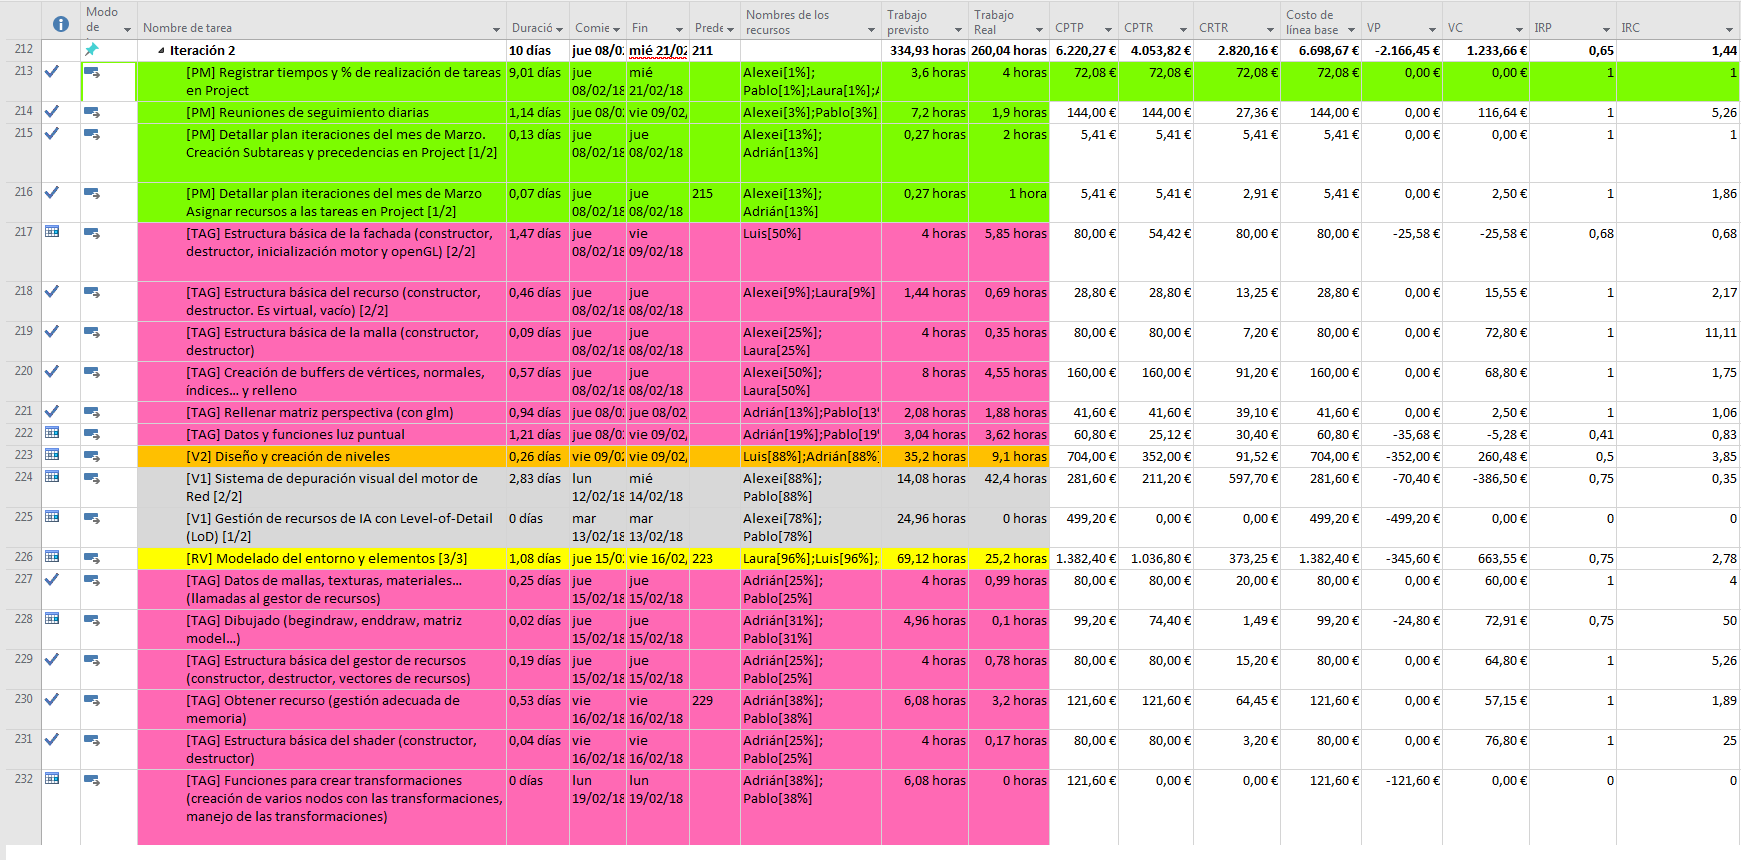 Modo de
Nombre de tarea
Duració
Comie
Fin
Prede
Nombres de los recursos
Trabajo previsto
Trabajo Real
CPTP
CPTR
CRTR
Costo de línea base
VP
VC
IRP
IRC
212 Iteración 2 10 días jue 08/02 mié 21/02 211 334,93 horas 260,04 horas 6.220,27 € 4.053,82 € 2.820,16 € 6.698,67 € -2.166,45 € 1.233,66 € 0,65 1,44
213 [PM] Registrar tiempos y % de realización de tareas 9,01 días jue mié Alexei[1%]; 3,6 horas 4 horas 72,08 € 72,08 € 72,08 € 72,08 € 0,00 € 0,00 € 1 1
en Project 08/02/18 21/02/18 Pablo[1%];Laura[1%];A
214 [PM] Reuniones de seguimiento diarias 1,14 días jue 08/02 vie 09/02, Alexei[3%];Pablo[3%] 7,2 horas 1,9 horas 144,00 € 144,00 € 27,36 € 144,00 € 0,00 € 116,64 € 1 5,26
215 [PM] Detallar plan iteraciones del mes de Marzo. 0,13 días jue jue Alexei[13%]; 0,27 horas 2 horas 5,41 € 5,41 € 5,41 € 5,41 € 0,00 € 0,00 € 1 1
Creación Subtareas y precedencias en Project [1/2] 08/02/18 08/02/18 Adrián[13%]
216 [PM] Detallar plan iteraciones del mes de Marzo 0,07 días jue jue 215 Alexei[13%]; 0,27 horas 1 hora 5,41 € 5,41 € 2,91 € 5,41 € 0,00 € 2,50 € 1 1,86
Asignar recursos a las tareas en Project [1/2] 08/02/18 08/02/18 Adrián[13%]
217 [TAG] Estructura básica de la fachada (constructor, 1,47 días jue vie Luis[50%] 4 horas 5,85 horas 80,00 € 54,42 € 80,00 € 80,00 € -25,58 € -25,58 € 0,68 0,68
destructor, inicialización motor y openGL) [2/2] 08/02/18 09/02/18
218 [TAG] Estructura básica del recurso (constructor, 0,46 días jue jue Alexei[9%];Laura[9%] 1,44 horas 0,69 horas 28,80 € 28,80 € 13,25 € 28,80 € 0,00 € 15,55 € 1 2,17
destructor. Es virtual, vacío) [2/2] 08/02/18 08/02/18
219 [TAG] Estructura básica de la malla (constructor, 0,09 días jue jue Alexei[25%]; 4 horas 0,35 horas 80,00 € 80,00 € 7,20 € 80,00 € 0,00 € 72,80 € 1 11,11
destructor) 08/02/18 08/02/18 Laura[25%]
220 [TAG] Creación de buffers de vértices, normales, 0,57 días jue jue Alexei[50%]; 8 horas 4,55 horas 160,00 € 160,00 € 91,20 € 160,00 € 0,00 € 68,80 € 1 1,75
índices... y relleno 08/02/18 08/02/18 Laura[50%]
221 [TAG] Rellenar matriz perspectiva (con glm) 0,94 días jue 08/02 jue 08/02, Adrián[13%];Pablo[13% 2,08 horas 1,88 horas 41,60 € 41,60 € 39,10 € 41,60 € 0,00 € 2,50 € 1 1,06
222 [TAG] Datos y funciones luz puntual 1,21 días jue 08/02 vie 09/02, Adrián[19%];Pablo[19% 3,04 horas 3,62 horas 60,80 € 25,12 € 30,40 € 60,80 € -35,68 € -5,28 € 0,41 0,83
223 [V2] Diseño y creación de niveles 0,26 días vie 09/02 vie 09/02, Luis[88%];Adrián[88%] 35,2 horas 9,1 horas 704,00 € 352,00 € 91,52 € 704,00 € -352,00 € 260,48 € 0,5 3,85
224 [V1] Sistema de depuración visual del motor de 2,83 días lun mié Alexei[88%]; 14,08 horas 42,4 horas 281,60 € 211,20 € 597,70 € 281,60 € -70,40 € -386,50 € 0,75 0,35
Red [2/2] 12/02/18 14/02/18 Pablo[88%]
225 [V1] Gestión de recursos de IA con Level-of-Detail 0 días mar mar Alexei[78%]; 24,96 horas 0 horas 499,20 € 0,00 € 0,00 € 499,20 € -499,20 € 0,00 € 0 0
(LoD) [1/2] 13/02/18 13/02/18 Pablo[78%]
226 [RV] Modelado del entorno y elementos [3/3] 1,08 días jue 15/02 vie 16/02, 223 Laura[96%];Luis[96%]; 69,12 horas 25,2 horas 1.382,40 € 1.036,80 € 373,25 € 1.382,40 € -345,60 € 663,55 € 0,75 2,78
227 [TAG] Datos de mallas, texturas, materiales... 0,25 días jue jue Adrián[25%]; 4 horas 0,99 horas 80,00 € 80,00 € 20,00 € 80,00 € 0,00 € 60,00 € 1 4
(llamadas al gestor de recursos) 15/02/18 15/02/18 Pablo[25%]
228 [TAG] Dibujado (begindraw, enddraw, matriz 0,02 días jue jue Adrián[31%]; 4,96 horas 0,1 horas 99,20 € 74,40 € 1,49 € 99,20 € -24,80 € 72,91 € 0,75 50
model...) 15/02/18 15/02/18 Pablo[31%]
229 [TAG] Estructura básica del gestor de recursos 0,19 días jue jue Adrián[25%]; 4 horas 0,78 horas 80,00 € 80,00 € 15,20 € 80,00 € 0,00 € 64,80 € 1 5,26
(constructor, destructor, vectores de recursos) 15/02/18 15/02/18 Pablo[25%]
230 [TAG] Obtener recurso (gestión adecuada de 0,53 días vie vie 229 Adrián[38%]; 6,08 horas 3,2 horas 121,60 € 121,60 € 64,45 € 121,60 € 0,00 € 57,15 € 1 1,89
memoria) 16/02/18 16/02/18 Pablo[38%]
231 [TAG] Estructura básica del shader (constructor, 0,04 días vie vie Adrián[25%]; 4 horas 0,17 horas 80,00 € 80,00 € 3,20 € 80,00 € 0,00 € 76,80 € 1 25
destructor) 16/02/18 16/02/18 Pablo[25%]
232 [TAG] Funciones para crear transformaciones 0 días lun lun Adrián[38%]; 6,08 horas 0 horas 121,60 € 0,00 € 0,00 € 121,60 € -121,60 € 0,00 € 0 0
(creación de varios nodos con las transformaciones, 19/02/18 19/02/18 Pablo[38%]
manejo de las transformaciones)